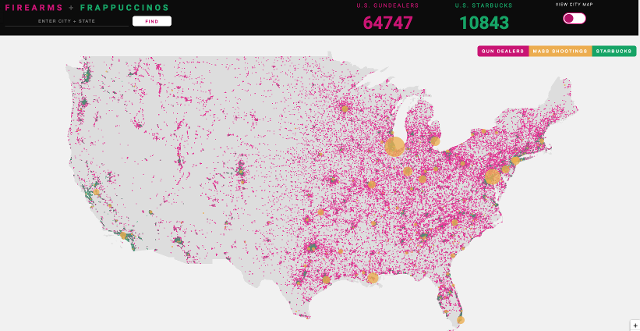 FIREARMS + FRAPPUCCINOS
ENTER CITY + STATE
FIND
U.S. GUNDEALERS
64747
U.S. STARBUCKS
10843
VIEW CITY MAP
GUN DEALERS
MASS SHOOTINGS
STARBUCKS
+